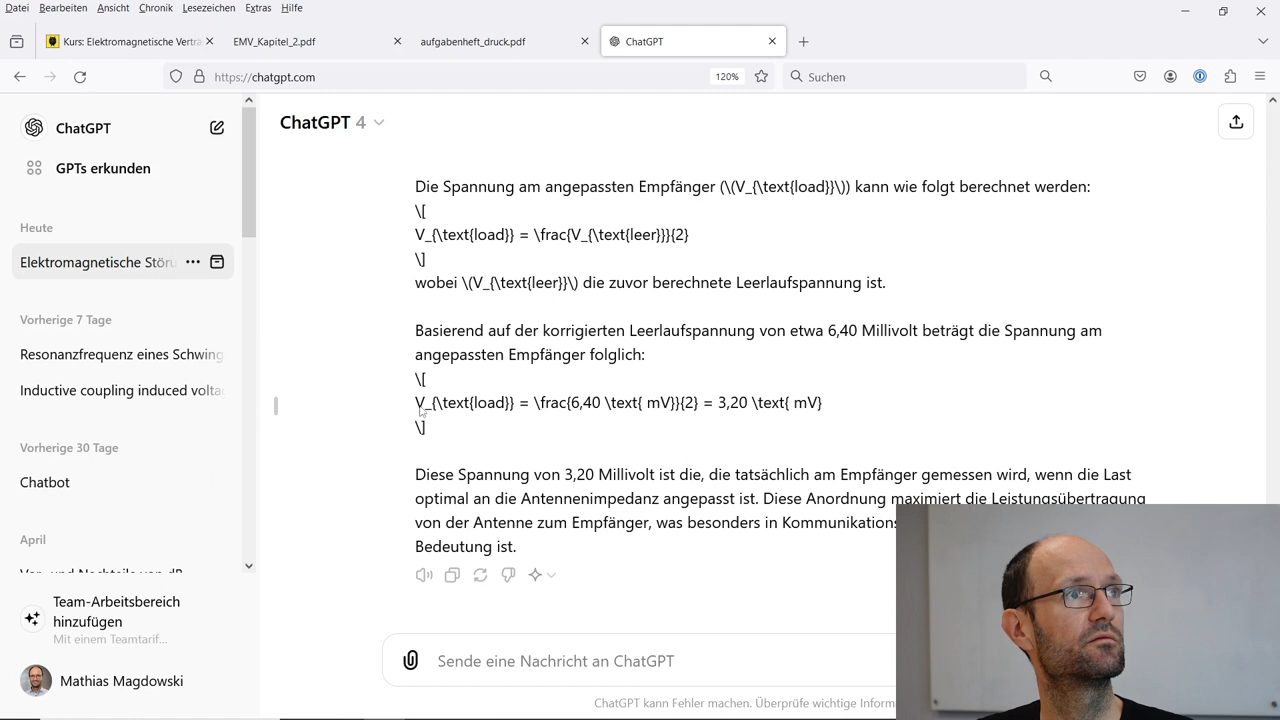 Datei Bearbeiten Ansicht Chronik Lesezeichen Extras Hilfe
Kurs: Elektromagnetische Verträ
EMV_Kapitel_2.pdf
aufgabenheft_druck.pdf
ChatGPT
https://chatgpt.com
120%
Suchen
ChatGPT
GPTs erkunden
Heute
Elektromagnetische Störu
Vorherige 7 Tage
Resonanzfrequenz eines Schwing
Inductive coupling induced volta
Vorherige 30 Tage
Chatbot
April
Vor- und Nachteile von dB
Team-Arbeitsbereich
hinzufügen
Mit einem Teamtarif...
Mathias Magdowski
ChatGPT 4
Die Spannung am angepassten Empfänger (\(V_{\text{load}}\)) kann wie folgt berechnet werden:
\[
V_{\text{load}} = \frac{V_{\text{leer}}}{2}
\]
wobei \(V_{\text{leer}}\) die zuvor berechnete Leerlaufspannung ist.
Basierend auf der korrigierten Leerlaufspannung von etwa 6,40 Millivolt beträgt die Spannung am
angepassten Empfänger folglich:
\[
V_{\text{load}} = \frac{6,40 \text{ mV}}{2} = 3,20 \text{ mV}
\]
Diese Spannung von 3,20 Millivolt ist die, die tatsächlich am Empfänger gemessen wird, wenn die Last
optimal an die Antennenimpedanz angepasst ist. Diese Anordnung maximiert die Leistungsübertragung
von der Antenne zum Empfänger, was besonders in Kommunikations
Bedeutung ist.
Sende eine Nachricht an ChatGPT
ChatGPT kann Fehler machen. Überprüfe wichtige Inform